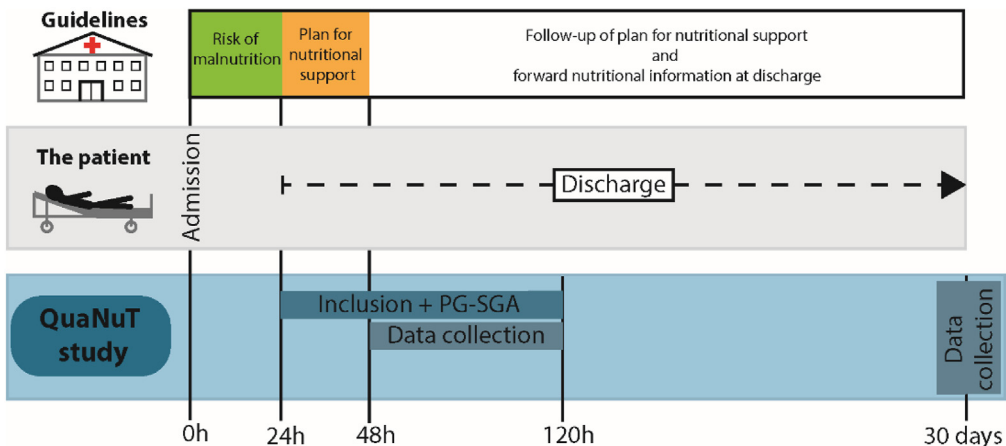 Guidelines
Risk of
malnutrition
Plan for
nutritional
support
Follow-up of plan for nutritional support
and
forward nutritional information at discharge
The patient
Admission
Discharge
QuaNuT
study
Inclusion + PG-SGA
Data collection
Data
collection
0h
24h
48h
120h
30 days